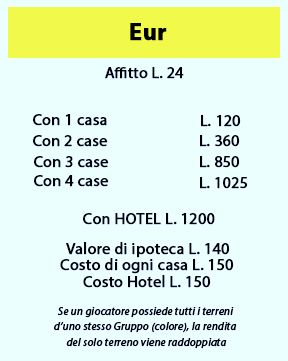 Eur
Affitto L. 24
Con 1 casa L. 120
Con 2 case L. 360
Con 3 case L. 850
Con 4 case L. 1025
Con HOTEL L. 1200
Valore di ipoteca L. 140
Costo di ogni casa L. 150
Costo Hotel L. 150
Se un giocatore possiede tutti i terreni
d'uno stesso Gruppo (colore), la rendita
del solo terreno viene raddoppiata